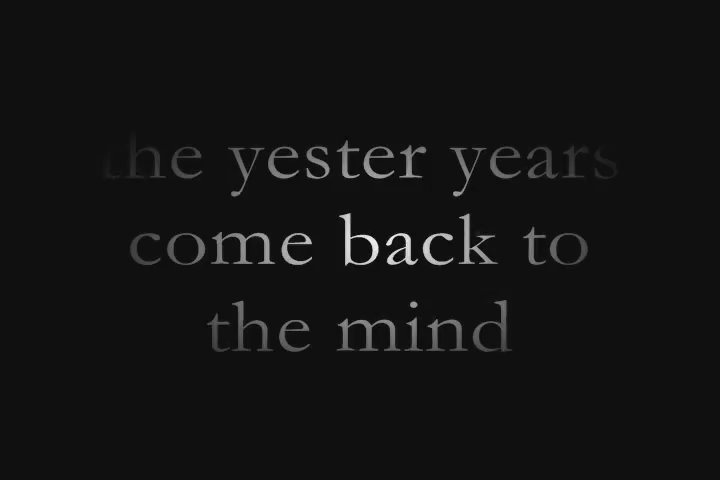 the yester years
come back to
the mind